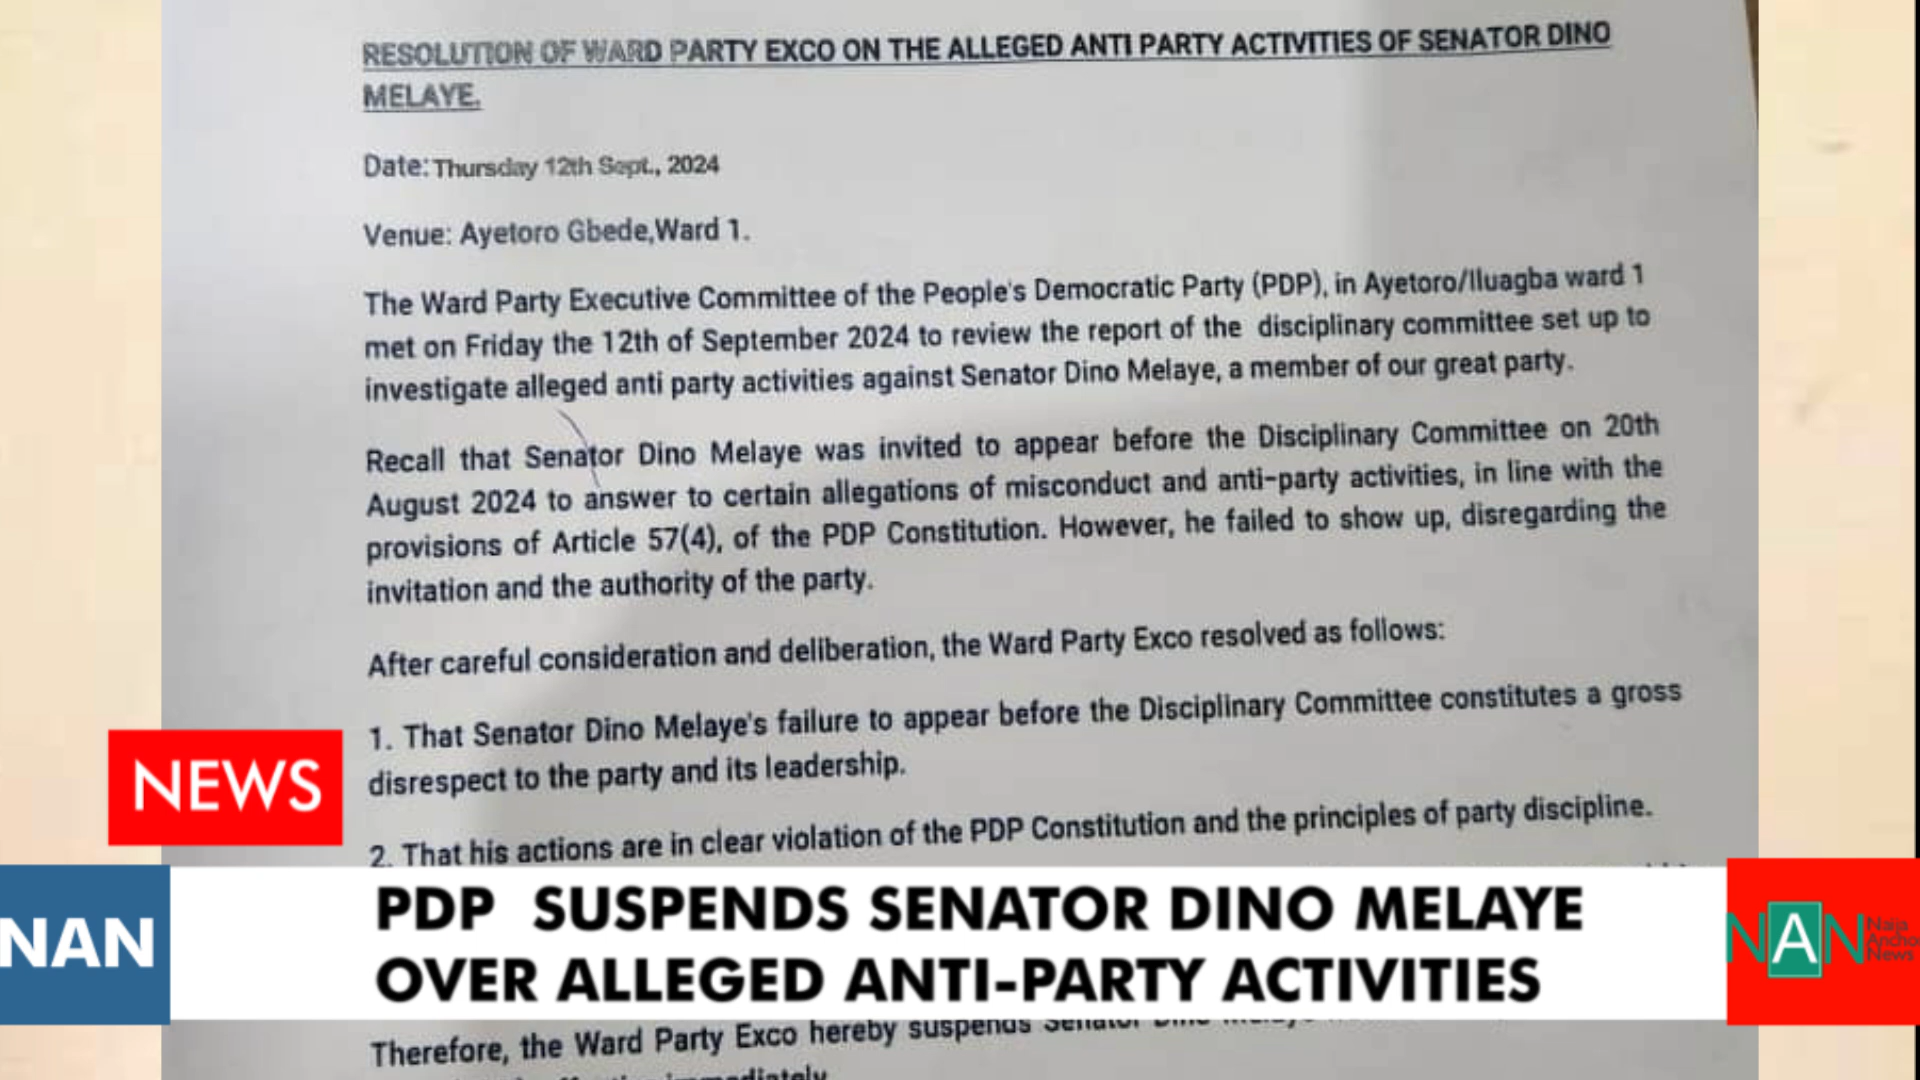 RESOLUTION OF WARD PARTY EXCO ON THE ALLEGED ANTI PARTY ACTIVITIES OF SENATOR DINO
MELAYE.
Date: Thursday 12th Sept., 2024
Venue: Ayetoro Gbede,Ward 1.
The Ward Party Executive Committee of the People's Democratic Party (PDP), in Ayetoro/Iluagba ward 1
met on Friday the 12th of September 2024 to review the report of the disciplinary committee set up to
investigate alleged anti party activities against Senator Dino Melaye, a member of our great party.
Recall that Senator Dino Melaye was invited to appear before the Disciplinary Committee on 20th
August 2024 to answer to certain allegations of misconduct and anti-party activities, in line with the
provisions of Article 57(4), of the PDP Constitution. However, he failed to show up, disregarding the
invitation and the authority of the party.
After careful consideration and deliberation, the Ward Party Exco resolved as follows:
1. That Senator Dino Melaye's failure to appear before the Disciplinary Committee constitutes a gross
disrespect to the party and its leadership.
2. That his actions are in clear violation of the PDP Constitution and the principles of party discipline.
NEWS
NAN
PDP SUSPENDS SENATOR DINO MELAYE
OVER ALLEGED ANTI-PARTY ACTIVITIES
NAN
Naija
Ancho
News
Therefore, the Ward Party Exco hereby suspends Senator Dino
immediately